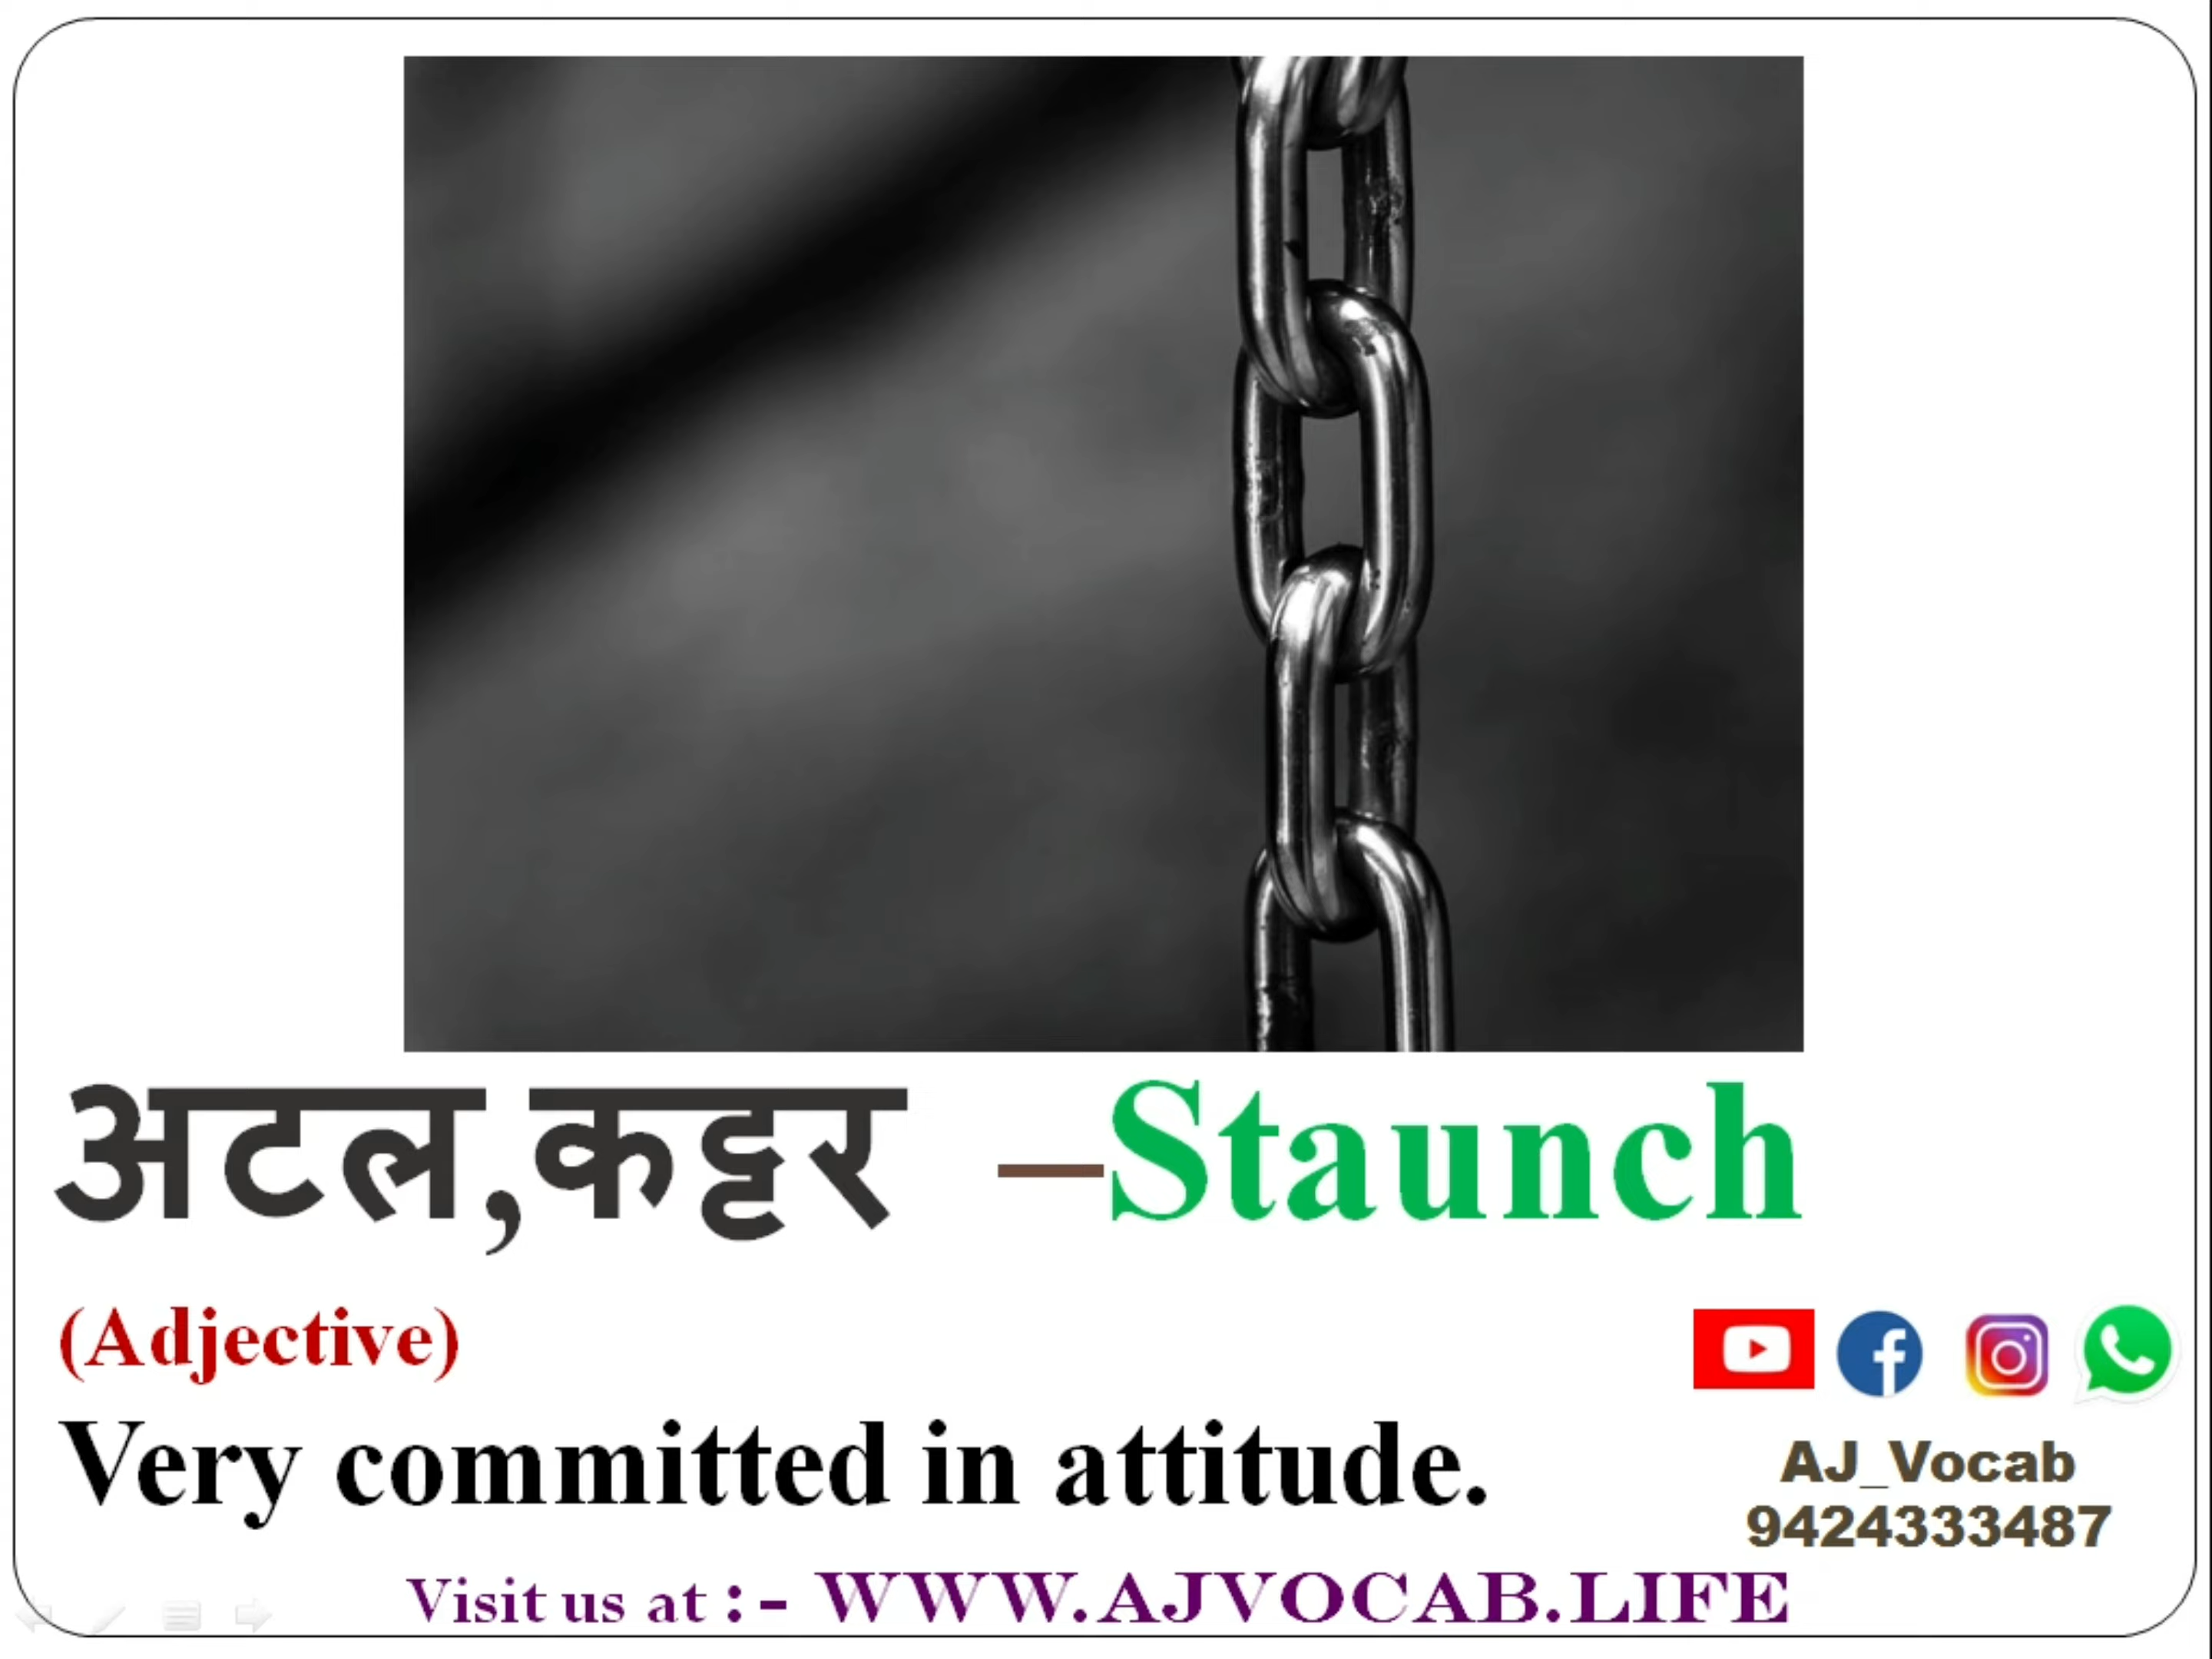 अटल,कट्टर –Staunch
(Adjective)
Very committed in attitude.
AJ_Vocab
9424333487
Visit us at :- WWW.AJVOCAB.LIFE